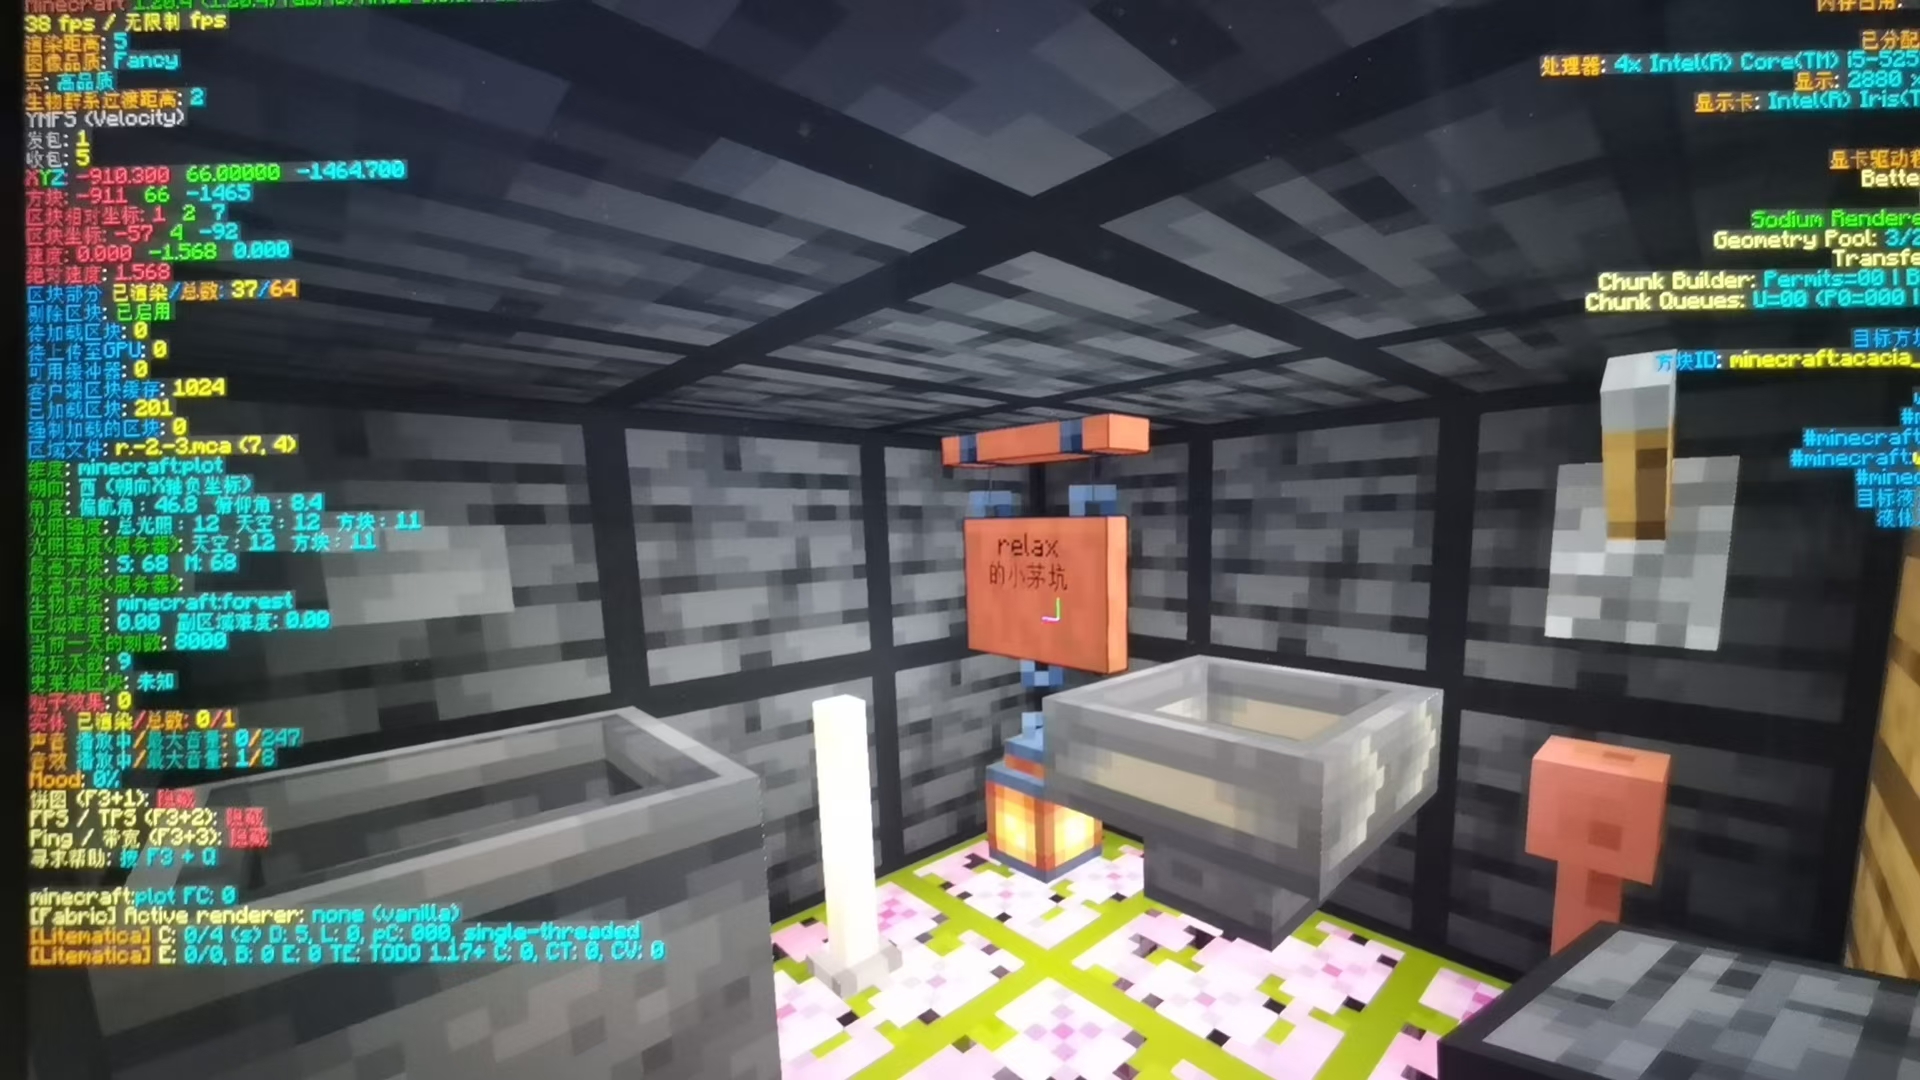 38 fps / 无限制 fps
渲染距离: 5
图像品质: Fancy
云: 高品质
生物群系过渡距离: 2
YMFS (Velocity)
发包: 1
收包: 5
XYZ: -910.300 66.00000 -1464.700
方块: -911 66 -1465
区块相对坐标: 1 2 7
区块坐标: -57 4 -92
速度: 0.000 -1.568 0.000
绝对速度: 1.568
区块部分 已渲染/总数: 37/64
剔除区块: 已启用
待加载区块: 0
待上传至GPU: 0
可用缓冲器: 0
客户端区块缓存: 1024
已加载区块: 201
强制加载的区块: 0
区域文件: r.-2.-3.mca (7, 4)
维度: minecraft:plot
朝向: 西 (朝向X轴负坐标)
角度: 偏航角: 46.8 俯仰角: 8.4
光照强度: 总光照: 12 天空: 12 方块: 11
光照强度(服务器): 天空: 12 方块: 11
最高方块: S: 68 M: 68
最高方块(服务器):
生物群系: minecraft:forest
区域难度: 0.00 副区域难度: 0.00
当前一天的刻数: 8000
游玩天数: 9
史莱姆区块: 未知
粒子效果: 0
实体 已渲染/总数: 0/1
声音 播放中/最大音量: 0/247
音效 播放中/最大音量: 1/8
Mood: 0%
饼图 (F3+1): 隐藏
FPS / TPS (F3+2): 隐藏
Ping / 带宽 (F3+3): 隐藏
寻求帮助: 按 F3 + Q
minecraft:plot FC: 0
[Fabric] Active renderer: none (vanilla)
[Litematica] C: 0/4 (s) D: 5, L: 0, pC: 000, single-threaded
[Litematica] E: 0/0, B: 0 E: 0 TE: TODO 1.17+ C: 0, CT: 0, CV: 0
已分配
处理器: 4x Intel(R) Core(TM) i5-525
显示: 2880 x
显示卡: Intel(R) Iris(T
显卡驱动程
Bette
Sodium Rendere
Geometry Pool: 3/2
Transfe
Chunk Builder: Permits=00 | B
Chunk Queues: U=00 (P0=000 |
目标方块
方块ID: minecraft:acacia_
#minecraft
#minecraft:w
#minec
目标液
液体
relax
的小茅坑